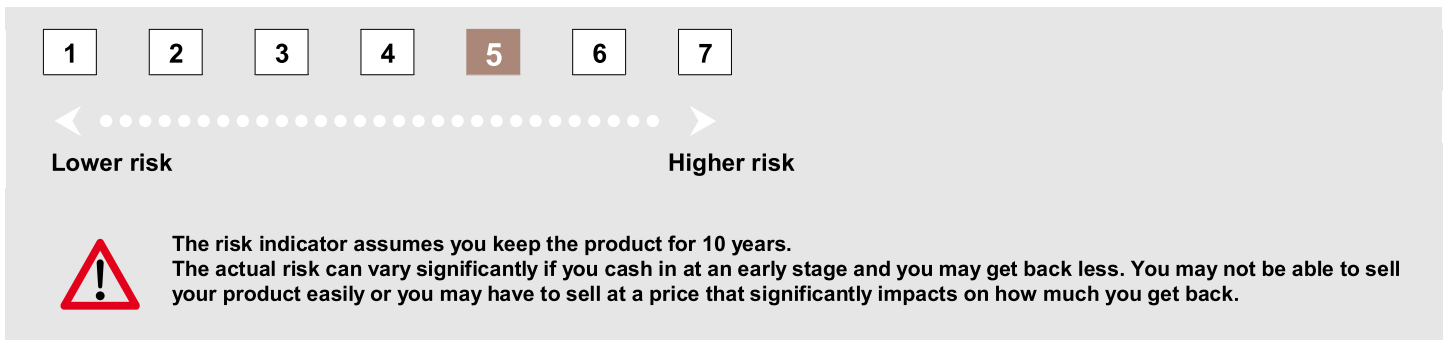 1 2 3 4 5 6 7
Lower risk Higher risk
The risk indicator assumes you keep the product for 10 years.
The actual risk can vary significantly if you cash in at an early stage and you may get back less. You may not be able to sell
your product easily or you may have to sell at a price that significantly impacts on how much you get back.